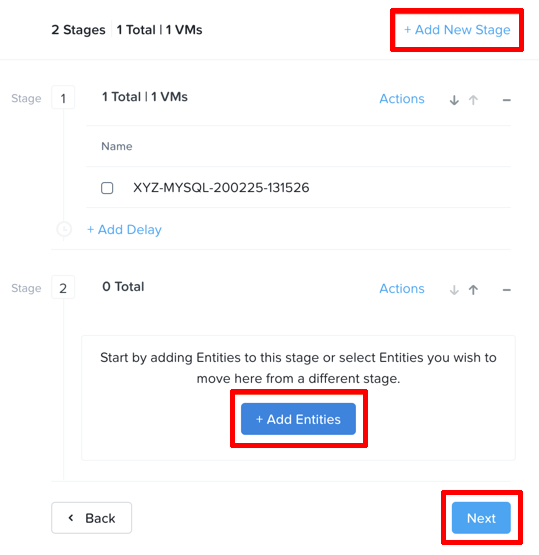 2 Stages 1 Total | 1 VMs
+ Add New Stage
Stage 1
1 Total | 1 VMs
Actions
Name
XYZ-MYSQL-200225-131526
+ Add Delay
Stage 2
0 Total
Actions
Start by adding Entities to this stage or select Entities you wish to
move here from a different stage.
+ Add Entities
Back
Next